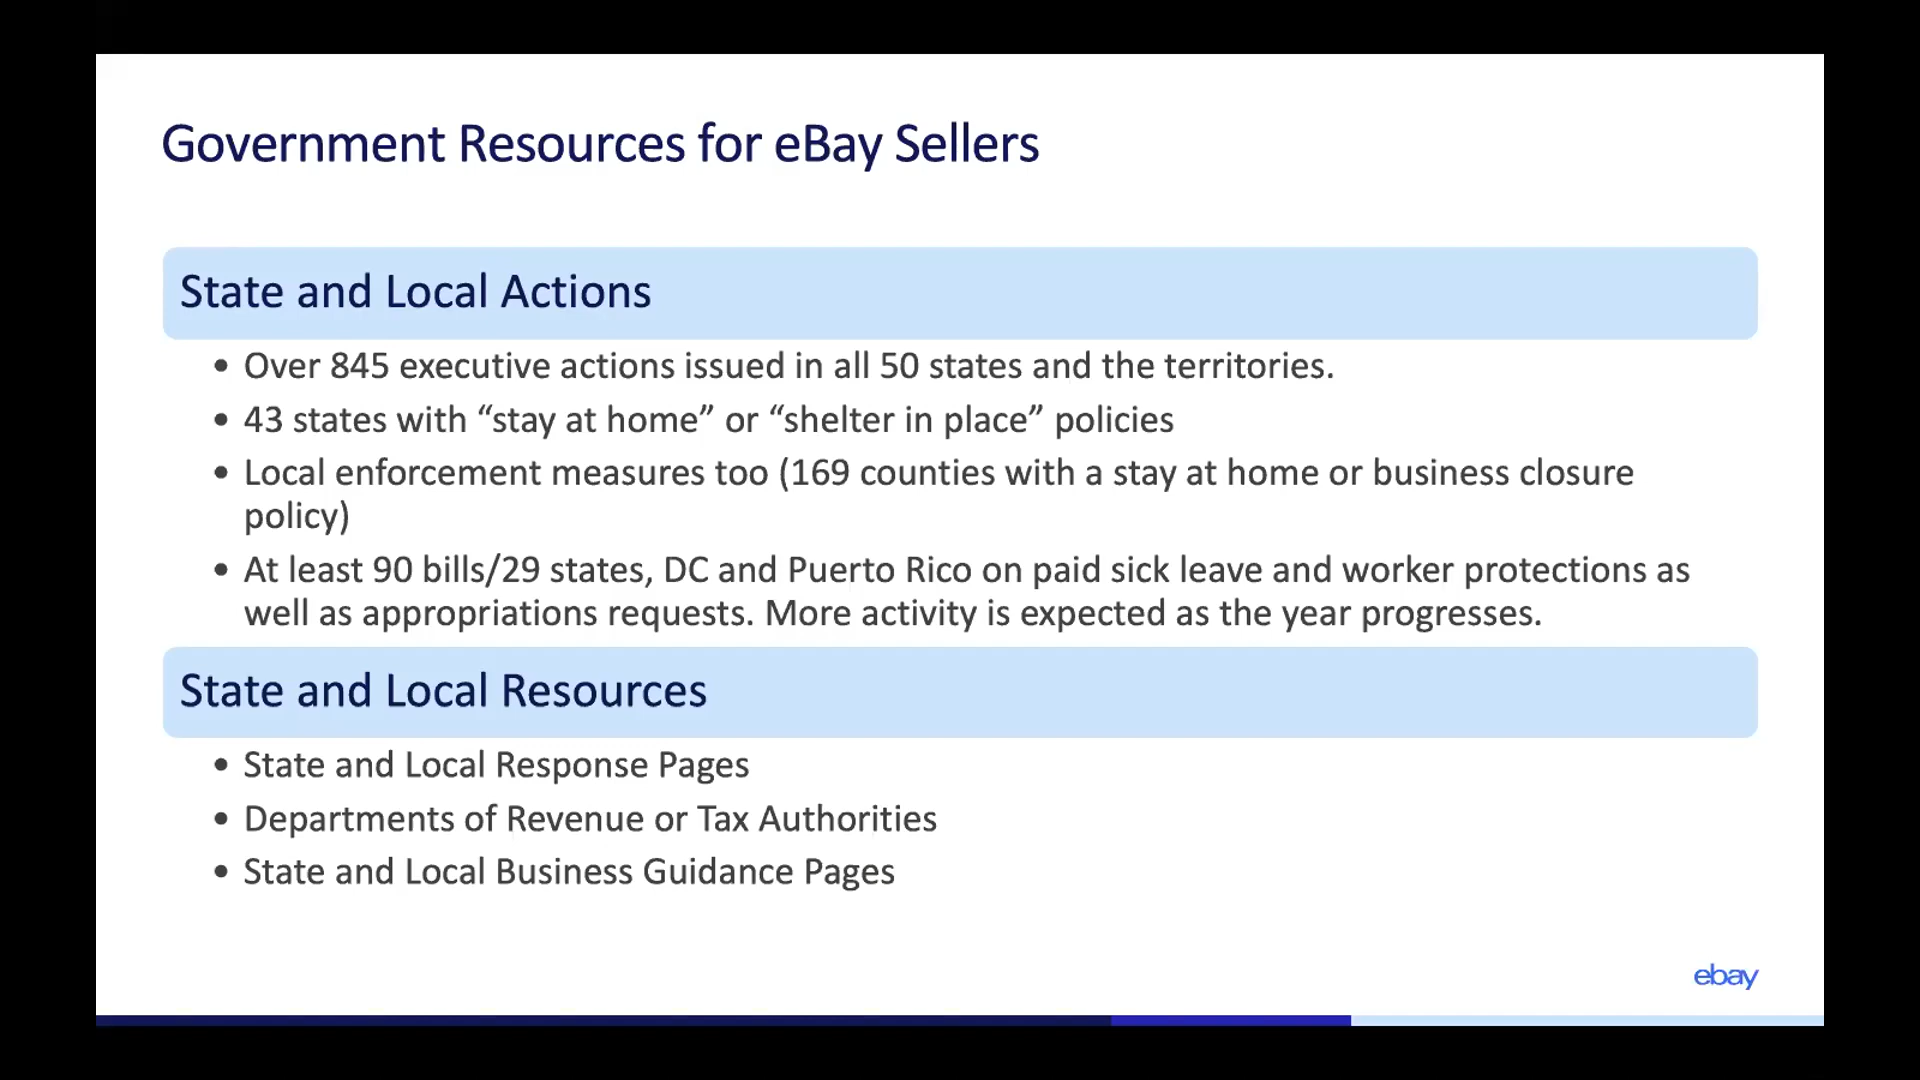 Government Resources for eBay Sellers
State and Local Actions
• Over 845 executive actions issued in all 50 states and the territories.
• 43 states with “stay at home” or “shelter in place” policies
• Local enforcement measures too (169 counties with a stay at home or business closure
policy)
• At least 90 bills/29 states, DC and Puerto Rico on paid sick leave and worker protections as
well as appropriations requests. More activity is expected as the year progresses.
State and Local Resources
• State and Local Response Pages
• Departments of Revenue or Tax Authorities
• State and Local Business Guidance Pages
ebay